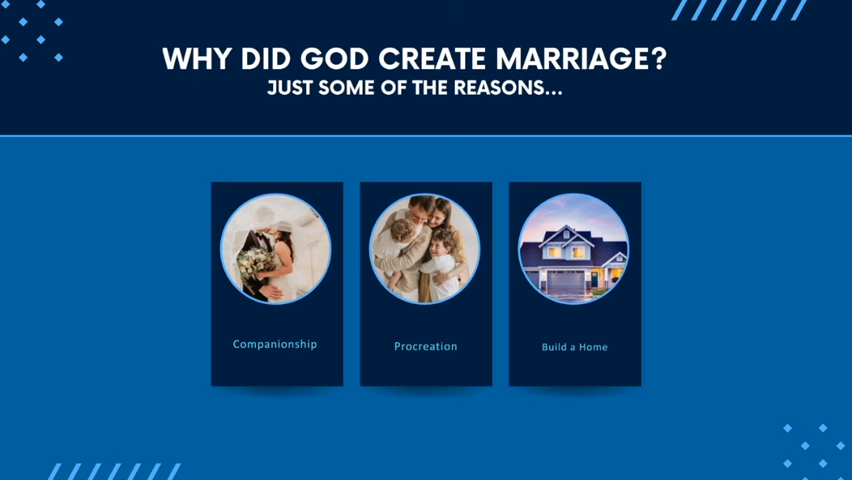 WHY DID GOD CREATE MARRIAGE?
JUST SOME OF THE REASONS...
Companionship
Procreation
Build a Home